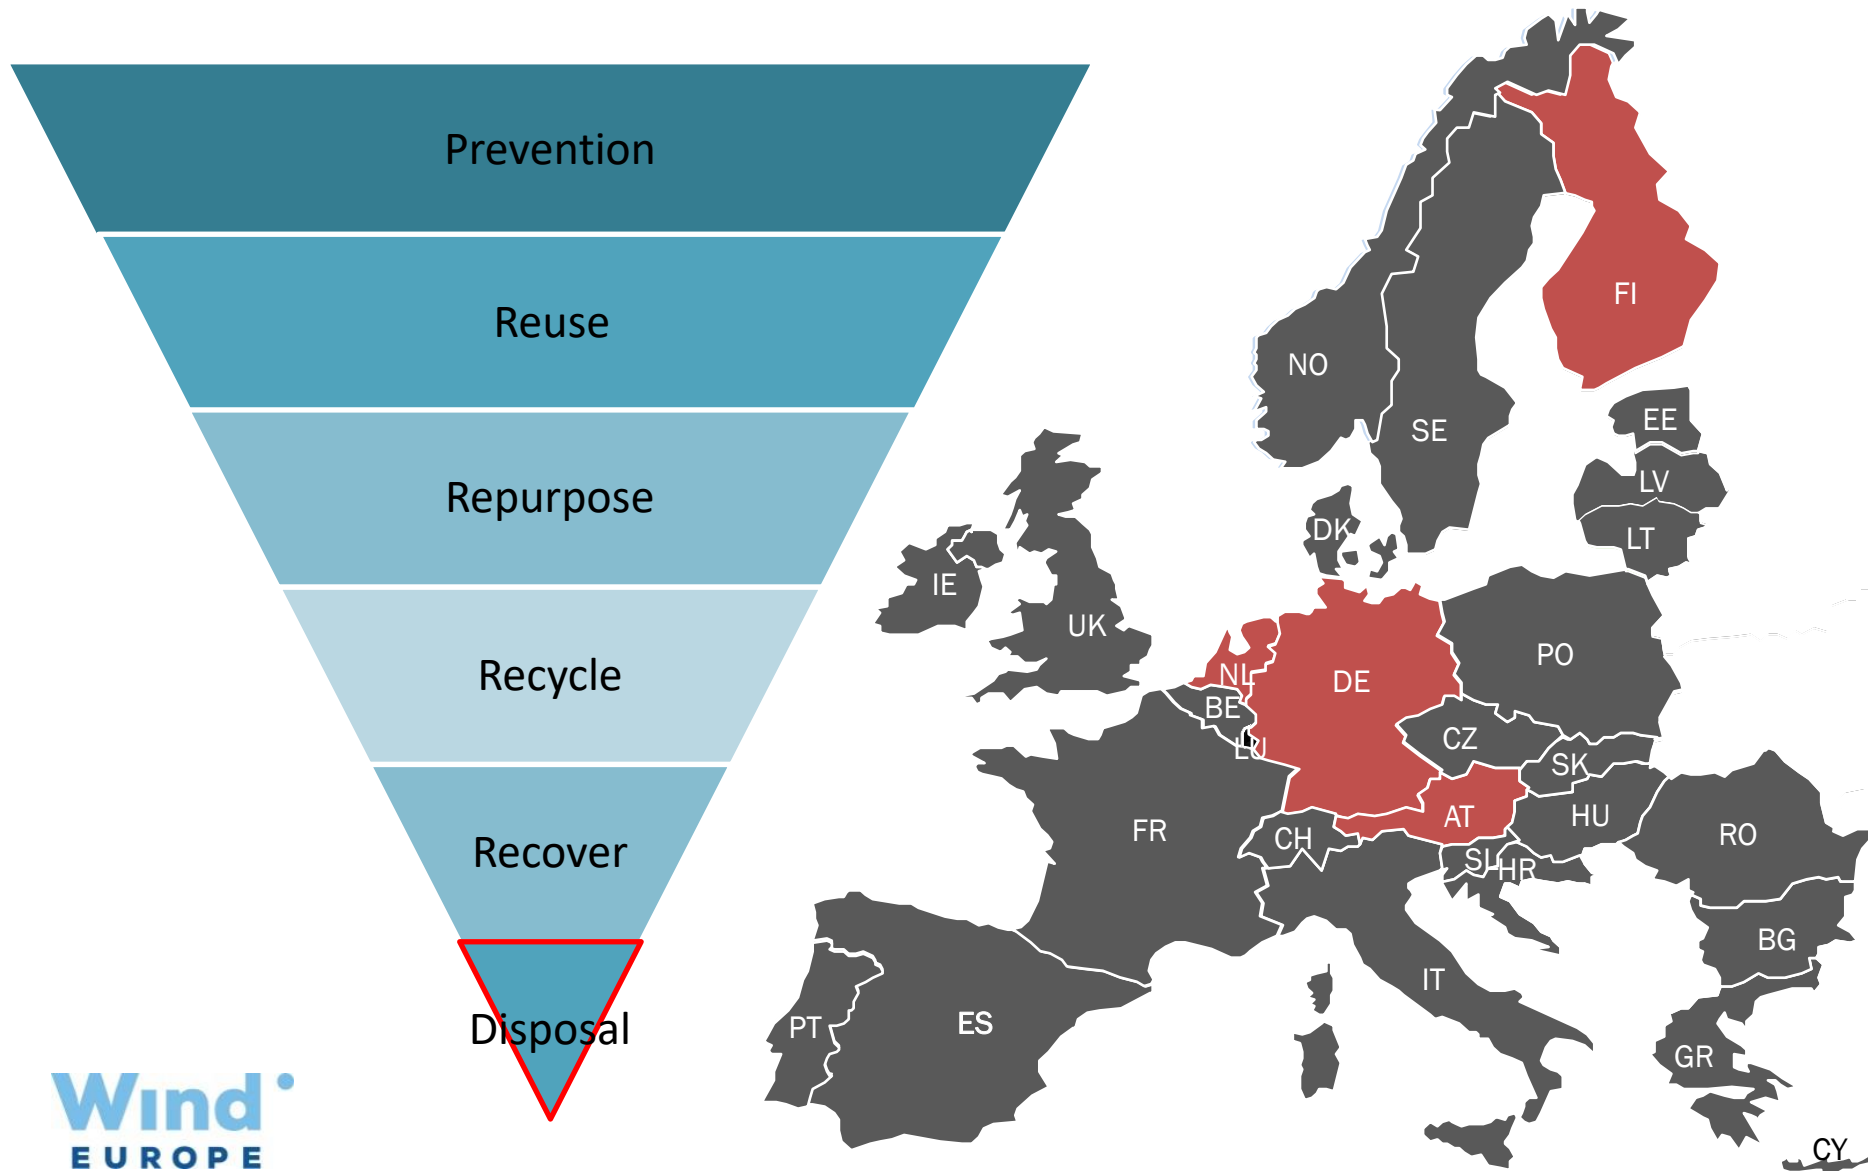 Prevention
Reuse
Repurpose
Recycle
Recover
Disposal
Wind
EUROPE
FI
NO
SE
EE
LV
LT
DK
IE
UK
NL
DE
PO
BE
LU
CZ
SK
FR
CH
AT
HU
RO
SI
HR
BG
IT
PT
ES
GR
CY